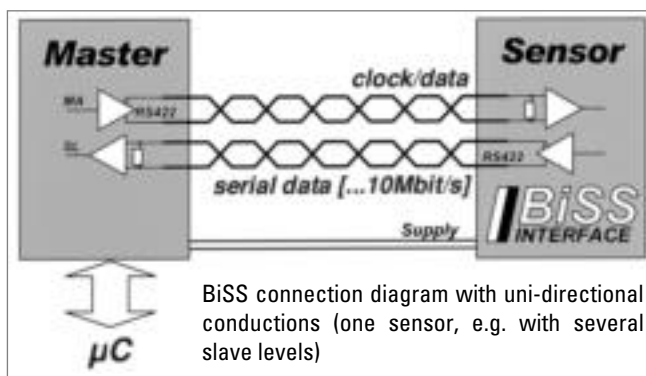 Master
Sensor
clock/data
MA
RS422
SL
RS422
serial data [...10Mbit/s]
Supply
BiSS
INTERFACE
µC
BiSS connection diagram with uni-directional
conductions (one sensor, e.g. with several
slave levels)